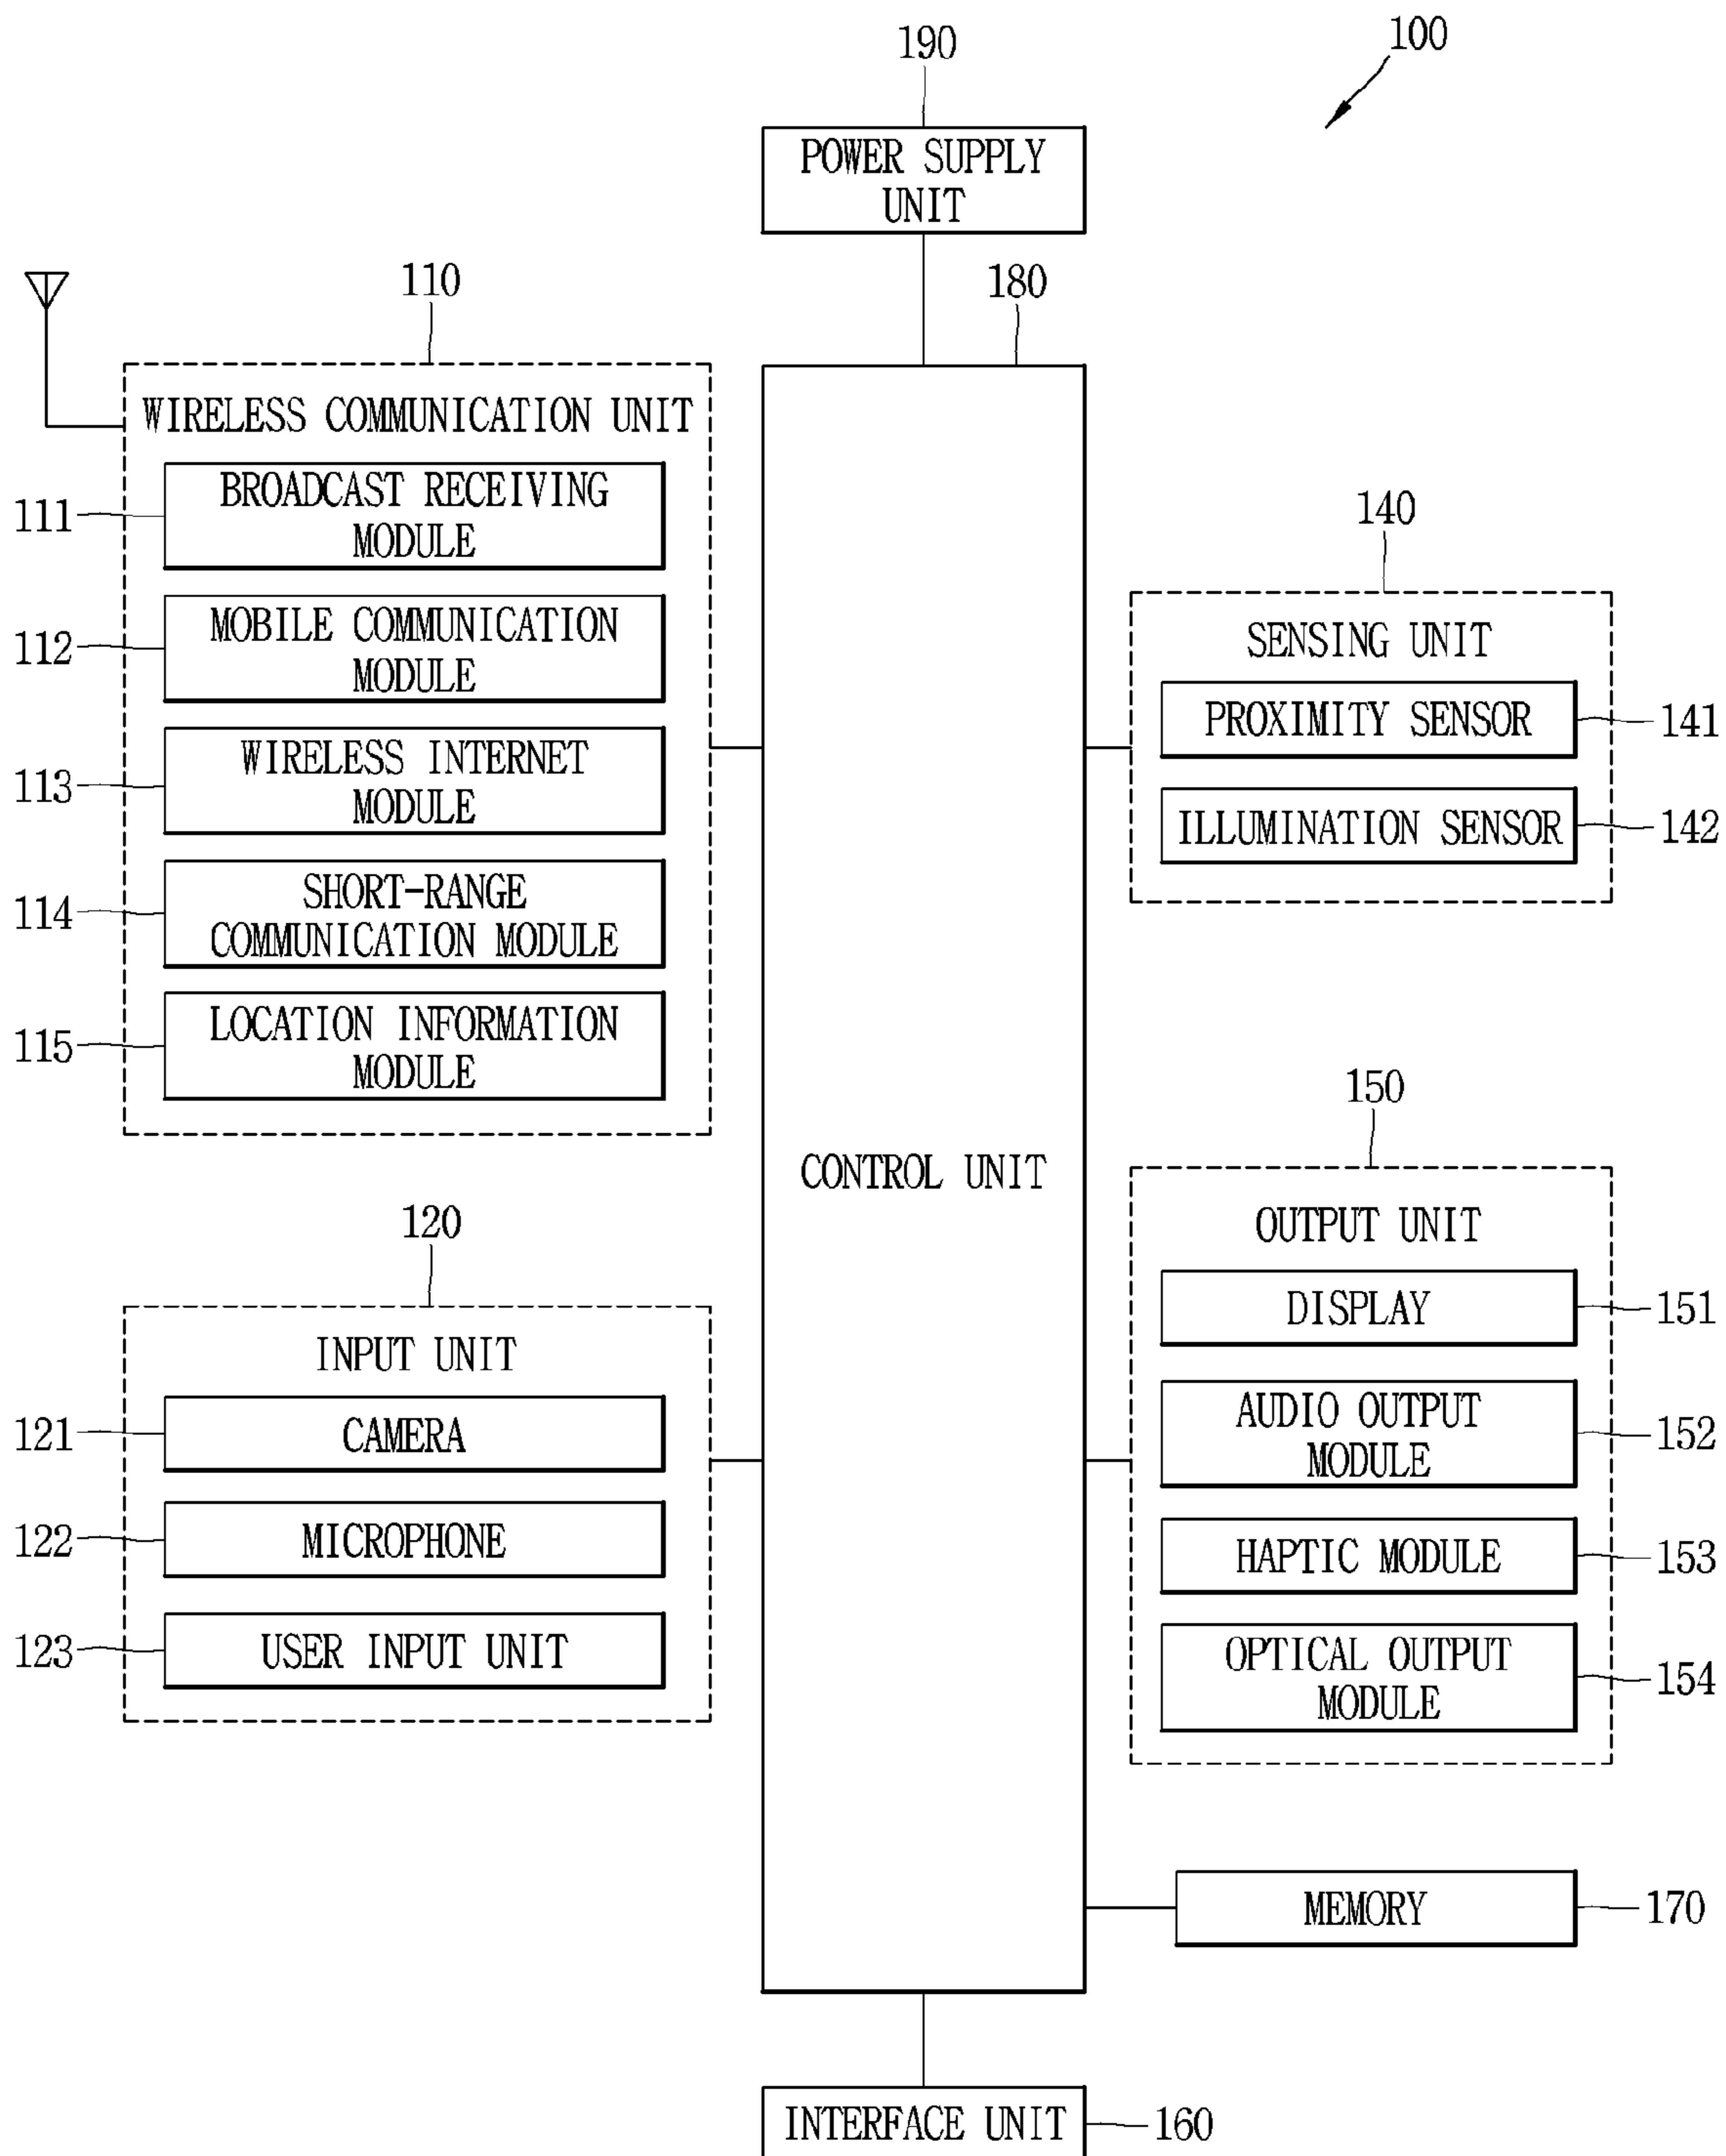 100
190
POWER SUPPLY
UNIT
180
CONTROL UNIT
110
WIRELESS COMMUNICATION UNIT
111
BROADCAST RECEIVING
MODULE
112
MOBILE COMMUNICATION
MODULE
113
WIRELESS INTERNET
MODULE
114
SHORT-RANGE
COMMUNICATION MODULE
115
LOCATION INFORMATION
MODULE
120
INPUT UNIT
121
CAMERA
122
MICROPHONE
123
USER INPUT UNIT
140
SENSING UNIT
PROXIMITY SENSOR
141
ILLUMINATION SENSOR
142
150
OUTPUT UNIT
DISPLAY
151
AUDIO OUTPUT
MODULE
152
HAPTIC MODULE
153
OPTICAL OUTPUT
MODULE
154
MEMORY
170
INTERFACE UNIT
160